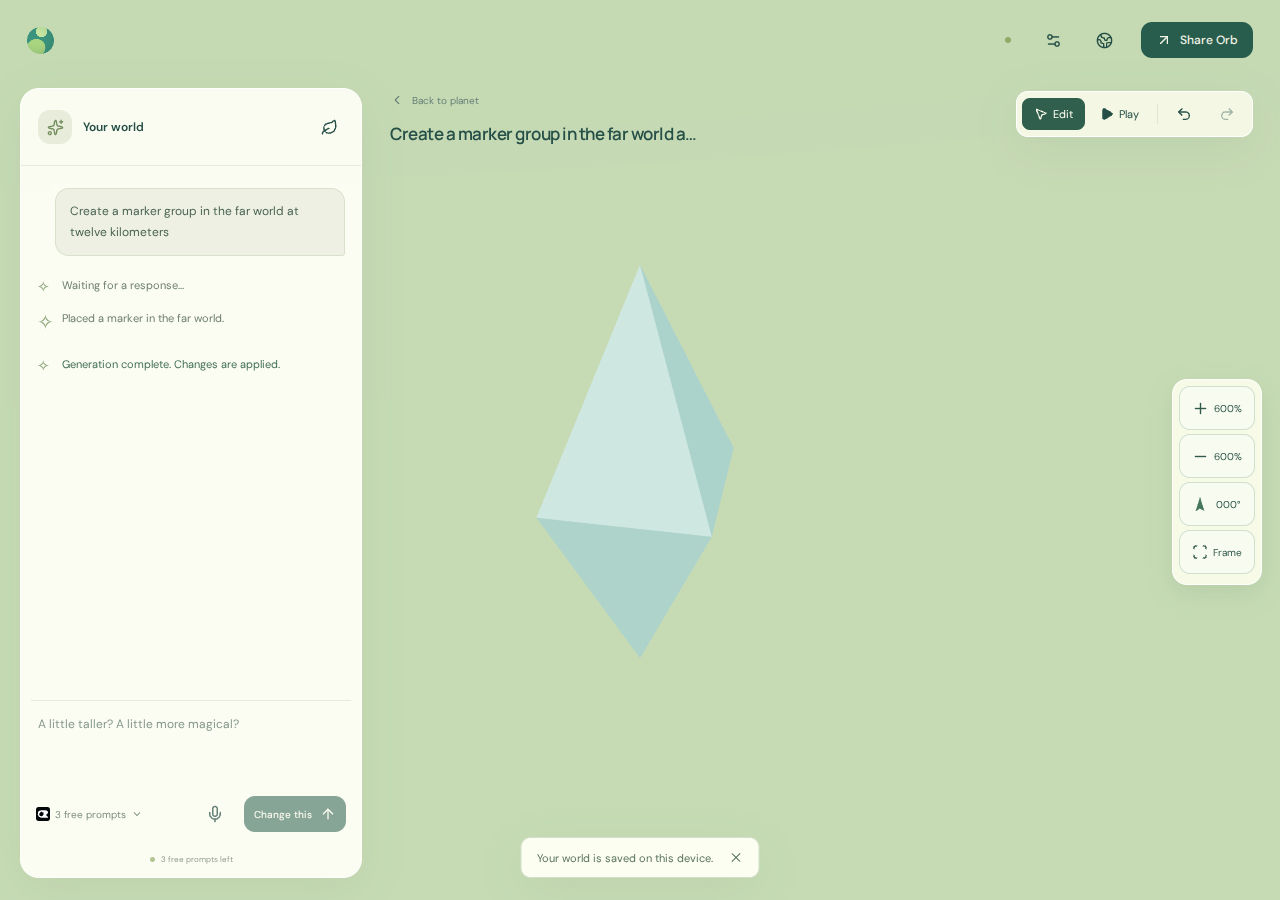 Share Orb
Your world
Create a marker group in the far world at
twelve kilometers
Waiting for a response…
Placed a marker in the far world.
Generation complete. Changes are applied.
A little taller? A little more magical?
3 free prompts
Change this
3 free prompts left
Back to planet
Create a marker group in the far world a…
Edit
Play
600%
600%
000°
Frame
Your world is saved on this device.